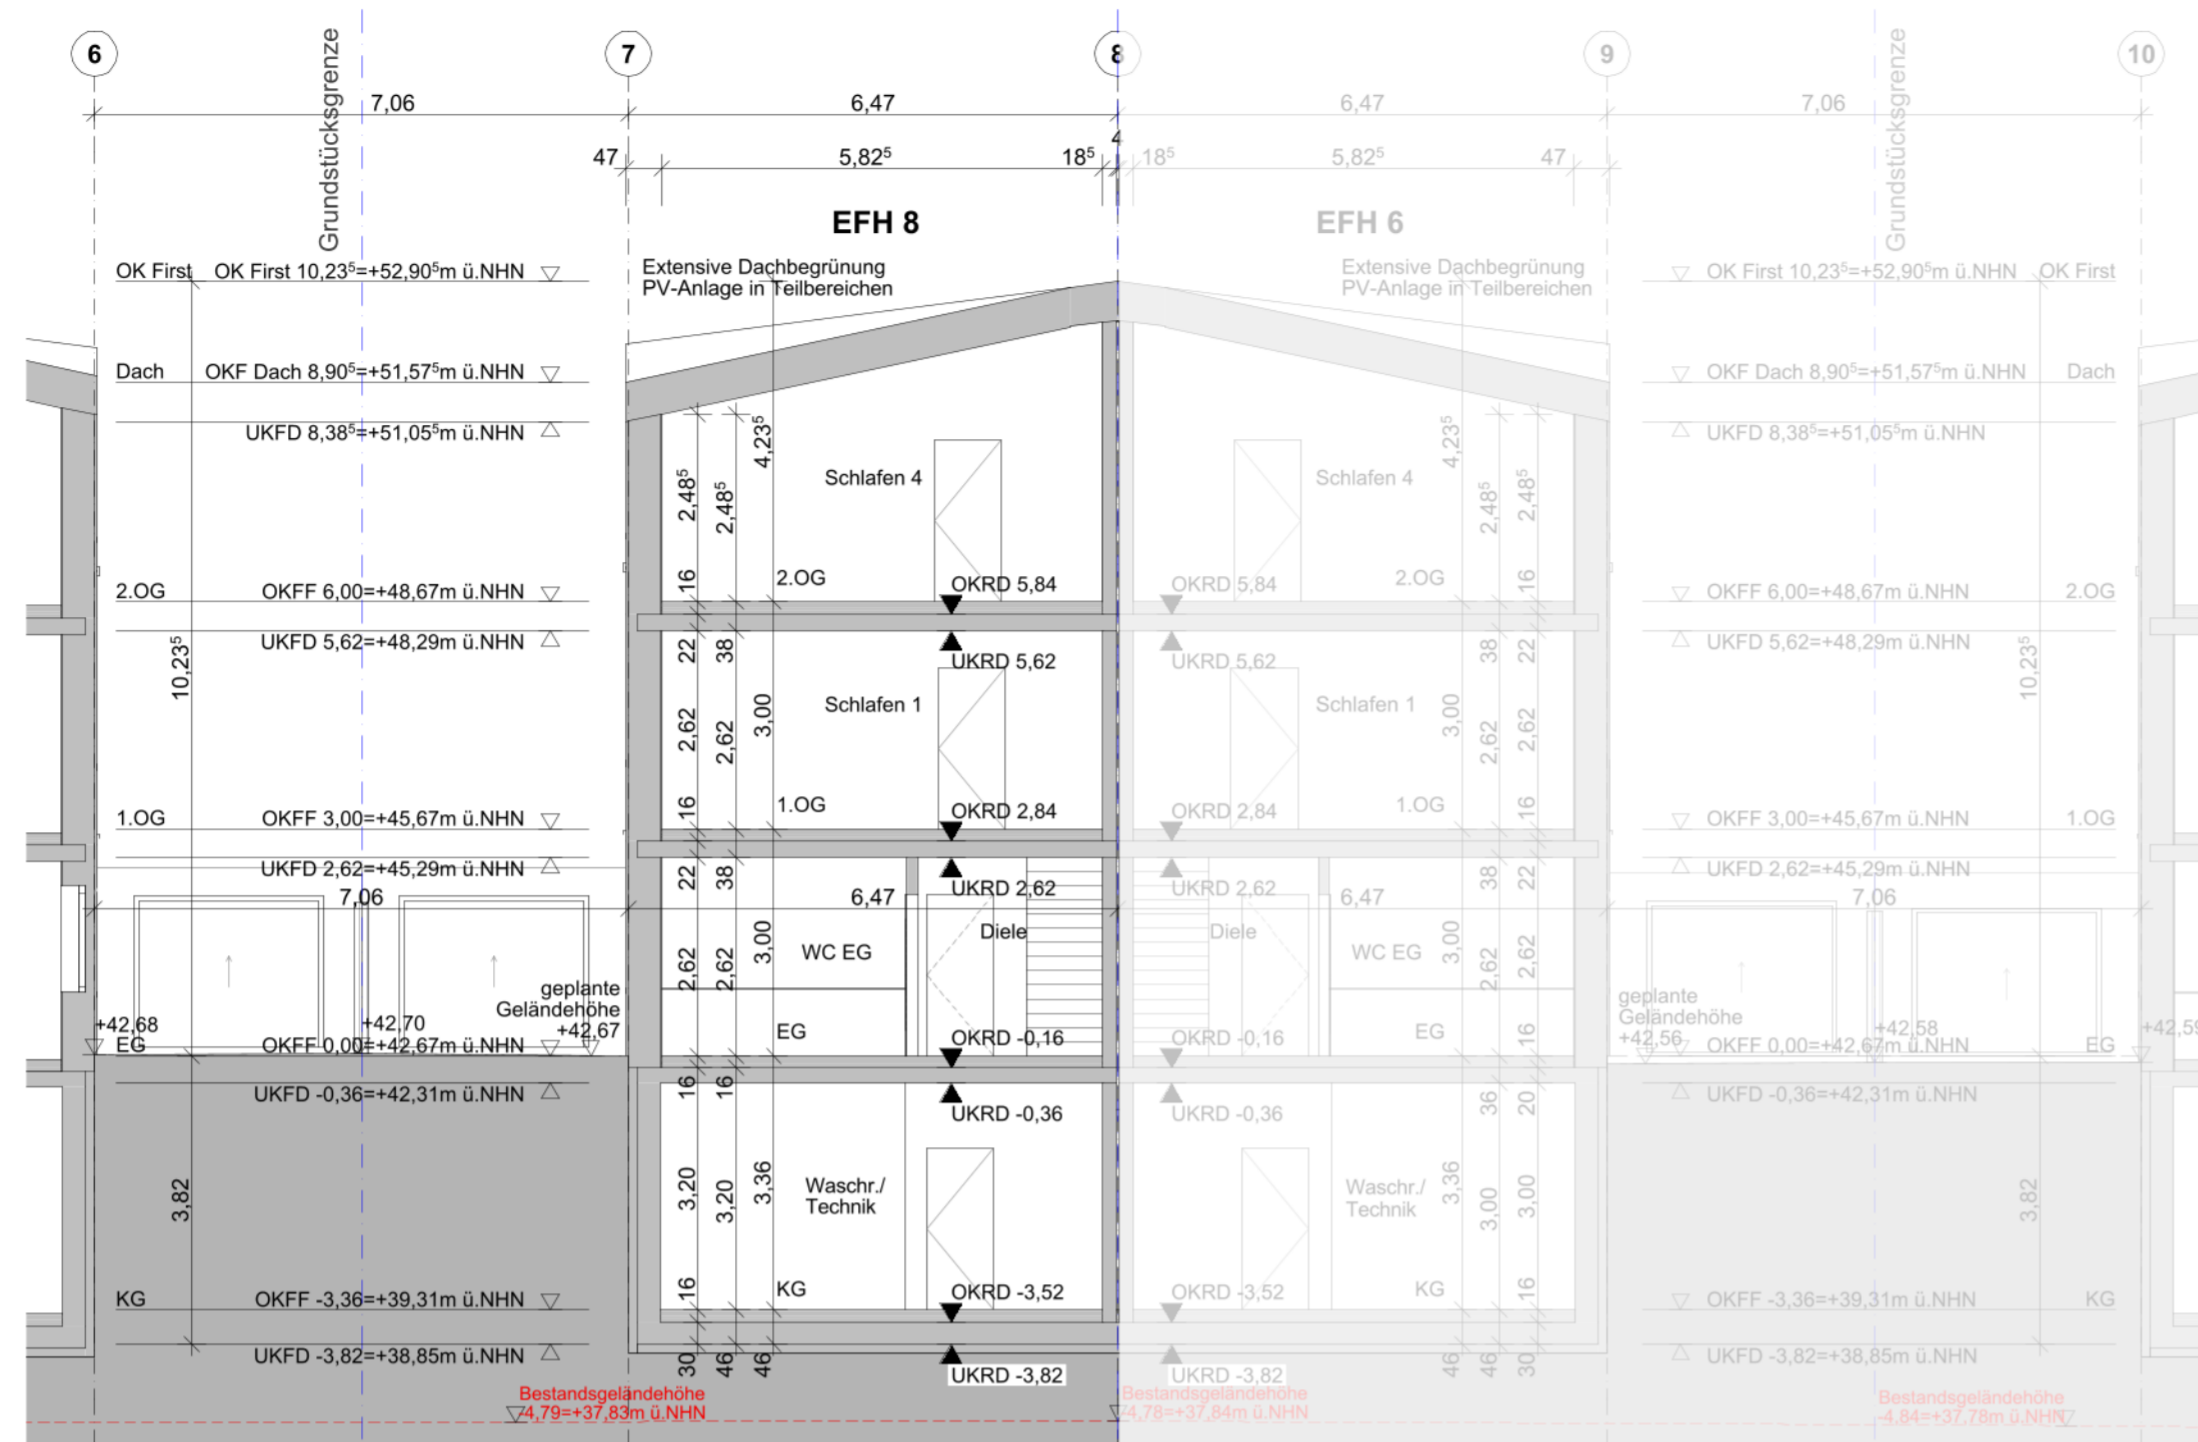 6
7
8
9
10
Grundstücksgrenze
Grundstücksgrenze
7,06
6,47
6,47
7,06
4
47
5,82⁵
18⁵
18⁵
5,82⁵
47
EFH 8
EFH 6
OK First
OK First 10,23⁵=+52,90⁵m ü.NHN
Extensive Dachbegrünung
PV-Anlage in Teilbereichen
Extensive Dachbegrünung
PV-Anlage in Teilbereichen
OK First 10,23⁵=+52,90⁵m ü.NHN
OK First
Dach
OKF Dach 8,90⁵=+51,57⁵m ü.NHN
OKF Dach 8,90⁵=+51,57⁵m ü.NHN
Dach
UKFD 8,38⁵=+51,05⁵m ü.NHN
UKFD 8,38⁵=+51,05⁵m ü.NHN
2,48⁵
2,48⁵
4,23⁵
Schlafen 4
Schlafen 4
4,23⁵
2,48⁵
2,48⁵
2.OG
OKFF 6,00=+48,67m ü.NHN
16
2.OG
OKRD 5,84
OKRD 5,84
2.OG
16
OKFF 6,00=+48,67m ü.NHN
2.OG
UKFD 5,62=+48,29m ü.NHN
22
38
UKRD 5,62
UKRD 5,62
38
22
UKFD 5,62=+48,29m ü.NHN
10,23⁵
2,62
2,62
3,00
Schlafen 1
Schlafen 1
3,00
2,62
2,62
10,23⁵
1.OG
OKFF 3,00=+45,67m ü.NHN
16
1.OG
OKRD 2,84
OKRD 2,84
1.OG
16
OKFF 3,00=+45,67m ü.NHN
1.OG
UKFD 2,62=+45,29m ü.NHN
22
38
UKRD 2,62
UKRD 2,62
38
22
UKFD 2,62=+45,29m ü.NHN
7,06
6,47
6,47
7,06
2,62
2,62
3,00
WC EG
Diele
Diele
WC EG
3,00
2,62
2,62
geplante
Geländehöhe
+42,67
geplante
Geländehöhe
+42,56
+42,68
+42,70
+42,58
+42,59
EG
OKFF 0,00=+42,67m ü.NHN
EG
OKRD -0,16
OKRD -0,16
EG
16
OKFF 0,00=+42,67m ü.NHN
EG
UKFD -0,36=+42,31m ü.NHN
16
16
UKRD -0,36
UKRD -0,36
36
20
UKFD -0,36=+42,31m ü.NHN
3,82
3,20
3,20
3,36
Waschr./
Technik
Waschr./
Technik
3,36
3,00
3,00
3,82
KG
OKFF -3,36=+39,31m ü.NHN
16
KG
OKRD -3,52
OKRD -3,52
KG
16
OKFF -3,36=+39,31m ü.NHN
KG
UKFD -3,82=+38,85m ü.NHN
30
46
46
UKRD -3,82
UKRD -3,82
46
46
30
UKFD -3,82=+38,85m ü.NHN
Bestandsgeländehöhe
-4,79=+37,83m ü.NHN
Bestandsgeländehöhe
-4,78=+37,84m ü.NHN
Bestandsgeländehöhe
-4,84=+37,78m ü.NHN